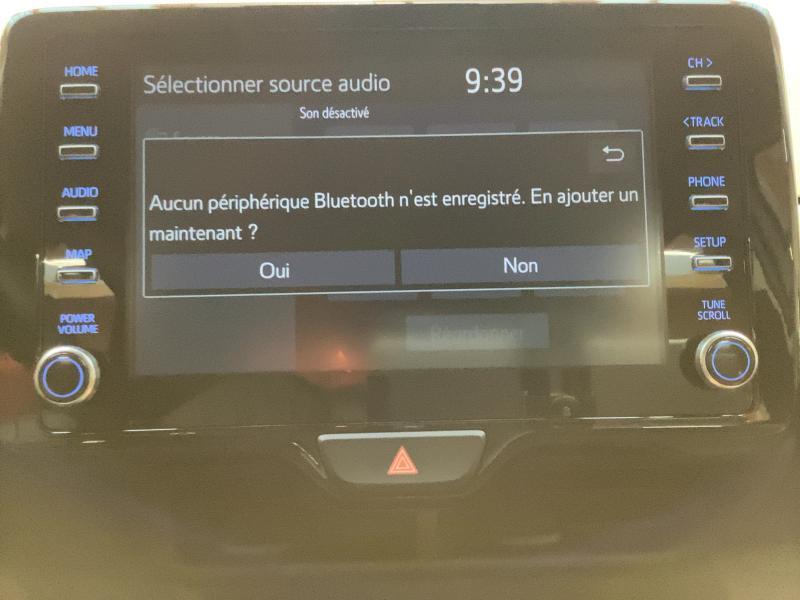 HOME
MENU
AUDIO
MAP
POWER
VOLUME
Sélectionner source audio
9:39
Son désactivé
Aucun périphérique Bluetooth n'est enregistré. En ajouter un
maintenant ?
Oui
Non
Réordonner
CH >
<TRACK
PHONE
SETUP
TUNE
SCROLL